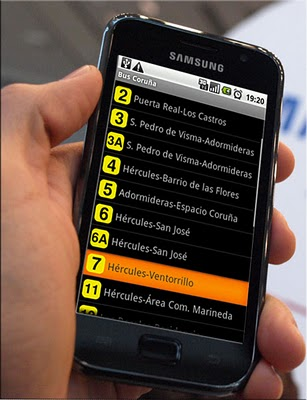 SAMSUNG
3G
19:20
Bus Coruña
2 Puerta Real-Los Castros
3 S. Pedro de Visma-Adormideras
3A S. Pedro de Visma-Adormideras
4 Hércules-Barrio de las Flores
5 Adormideras-Espacio Coruña
6 Hércules-San José
6A Hércules-San José
7 Hércules-Ventorrillo
11 Hércules-Área Com. Marineda